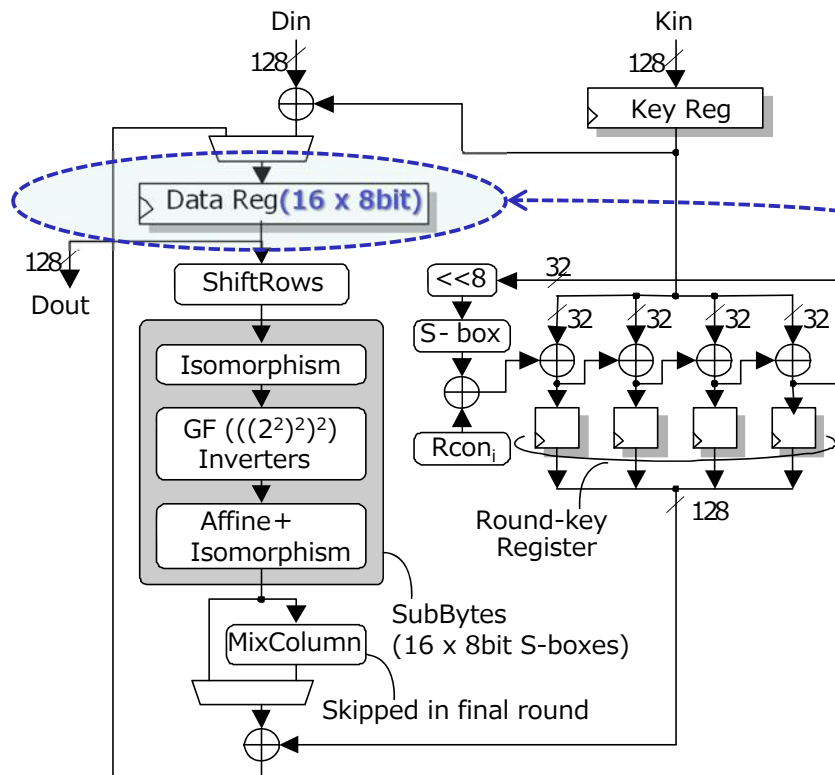 Din
Kin
128
128
Key Reg
Data Reg(16 x 8bit)
128
Dout
ShiftRows
<<8
32
S- box
32
32
32
32
Isomorphism
GF (((2²)²)²)
Inverters
Rconᵢ
Affine+
Isomorphism
128
Round-key
Register
SubBytes
(16 x 8bit S-boxes)
MixColumn
Skipped in final round